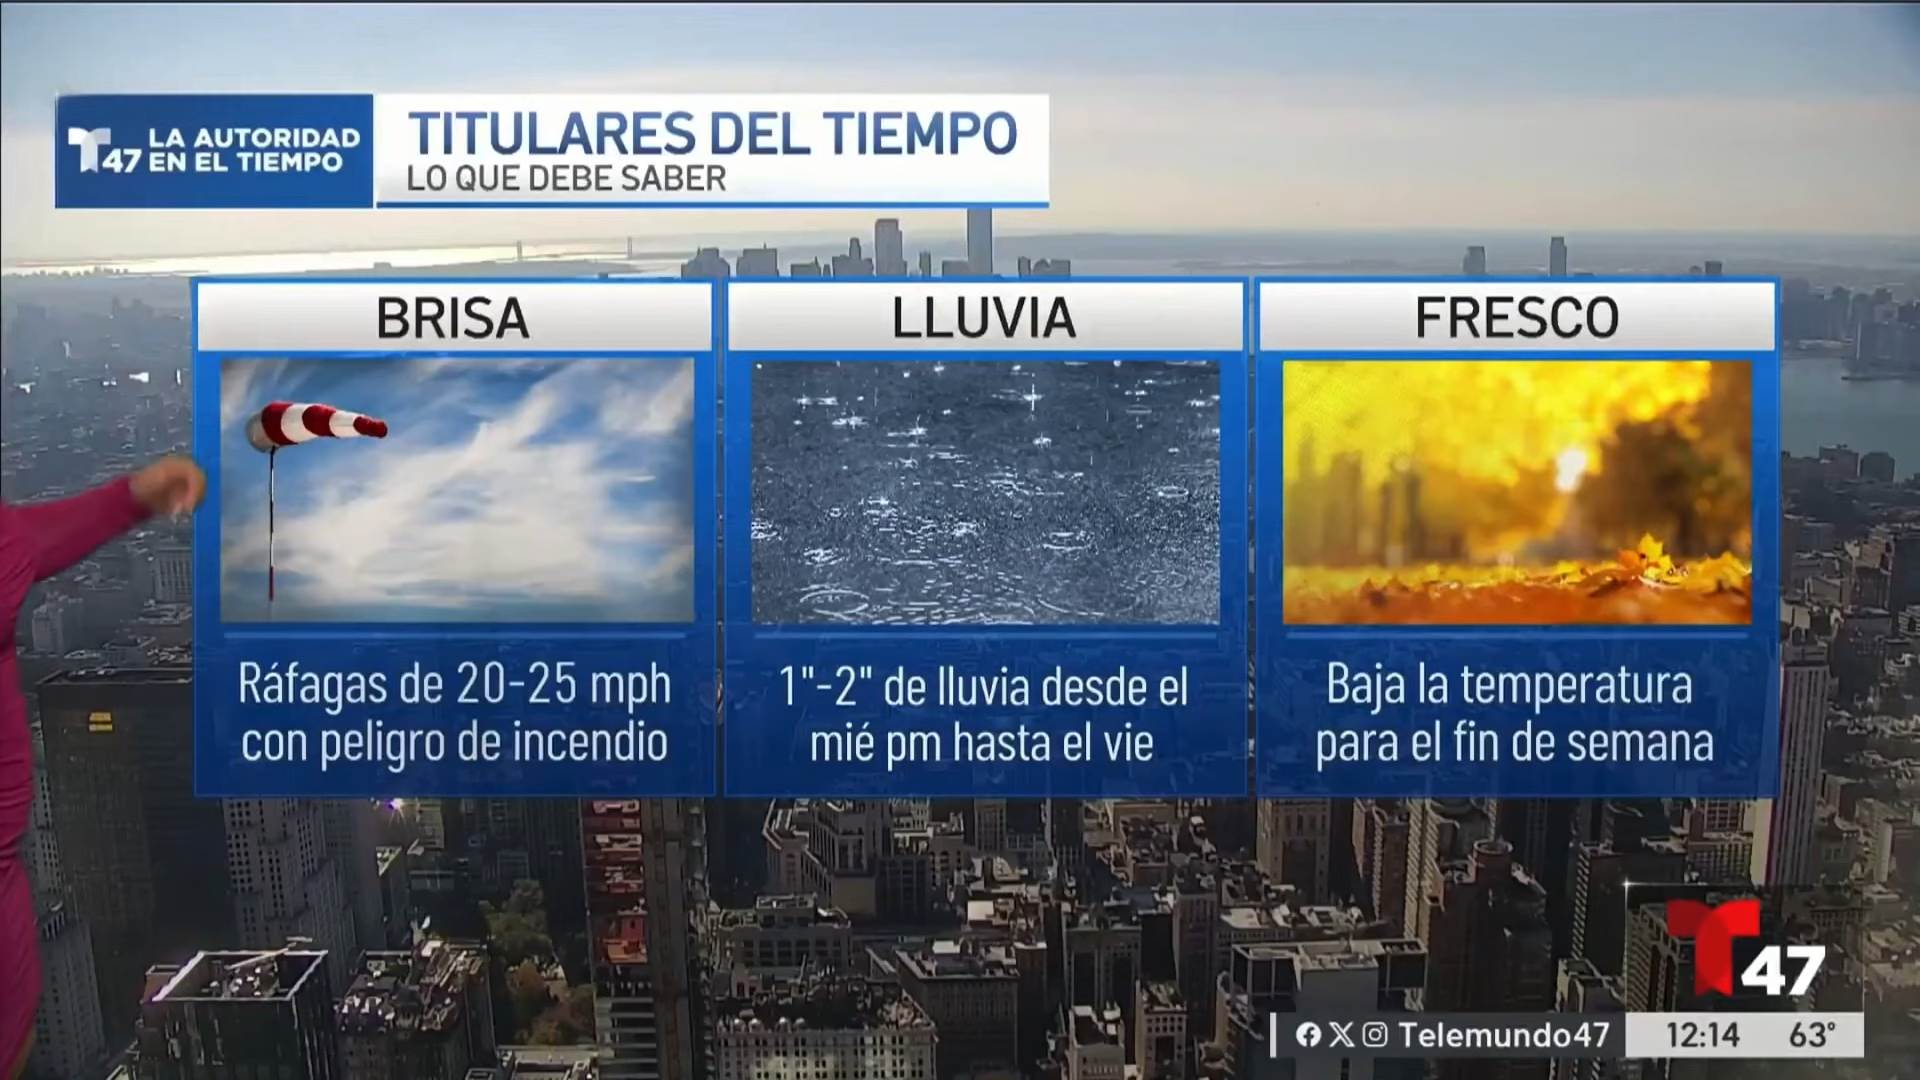 47 LA AUTORIDAD
EN EL TIEMPO
TITULARES DEL TIEMPO
LO QUE DEBE SABER
BRISA
Ráfagas de 20-25 mph
con peligro de incendio
LLUVIA
1"-2" de lluvia desde el
mié pm hasta el vie
FRESCO
Baja la temperatura
para el fin de semana
47
Telemundo47 12:14 63°